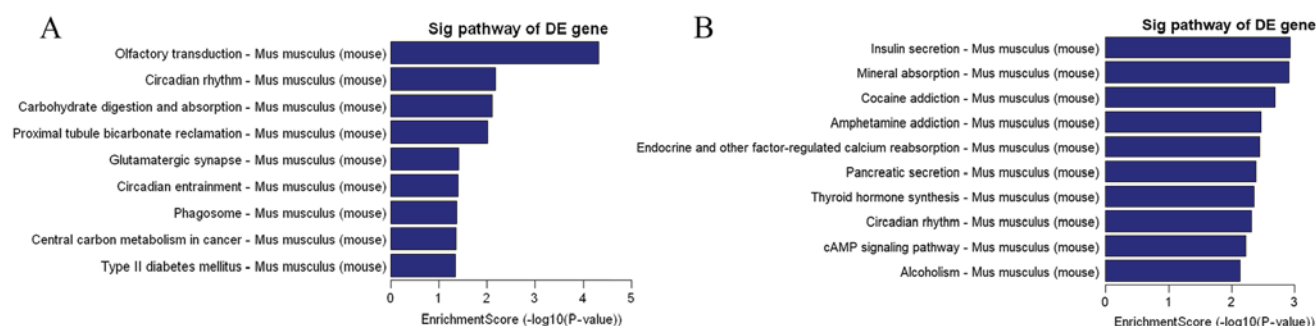 A
Sig pathway of DE gene
Olfactory transduction - Mus musculus (mouse)
Circadian rhythm - Mus musculus (mouse)
Carbohydrate digestion and absorption - Mus musculus (mouse)
Proximal tubule bicarbonate reclamation - Mus musculus (mouse)
Glutamatergic synapse - Mus musculus (mouse)
Circadian entrainment - Mus musculus (mouse)
Phagosome - Mus musculus (mouse)
Central carbon metabolism in cancer - Mus musculus (mouse)
Type II diabetes mellitus - Mus musculus (mouse)
0 1 2 3 4 5
EnrichmentScore (-log10(P-value))
B
Sig pathway of DE gene
Insulin secretion - Mus musculus (mouse)
Mineral absorption - Mus musculus (mouse)
Cocaine addiction - Mus musculus (mouse)
Amphetamine addiction - Mus musculus (mouse)
Endocrine and other factor-regulated calcium reabsorption - Mus musculus (mouse)
Pancreatic secretion - Mus musculus (mouse)
Thyroid hormone synthesis - Mus musculus (mouse)
Circadian rhythm - Mus musculus (mouse)
cAMP signaling pathway - Mus musculus (mouse)
Alcoholism - Mus musculus (mouse)
0 1 2 3
EnrichmentScore (-log10(P-value))